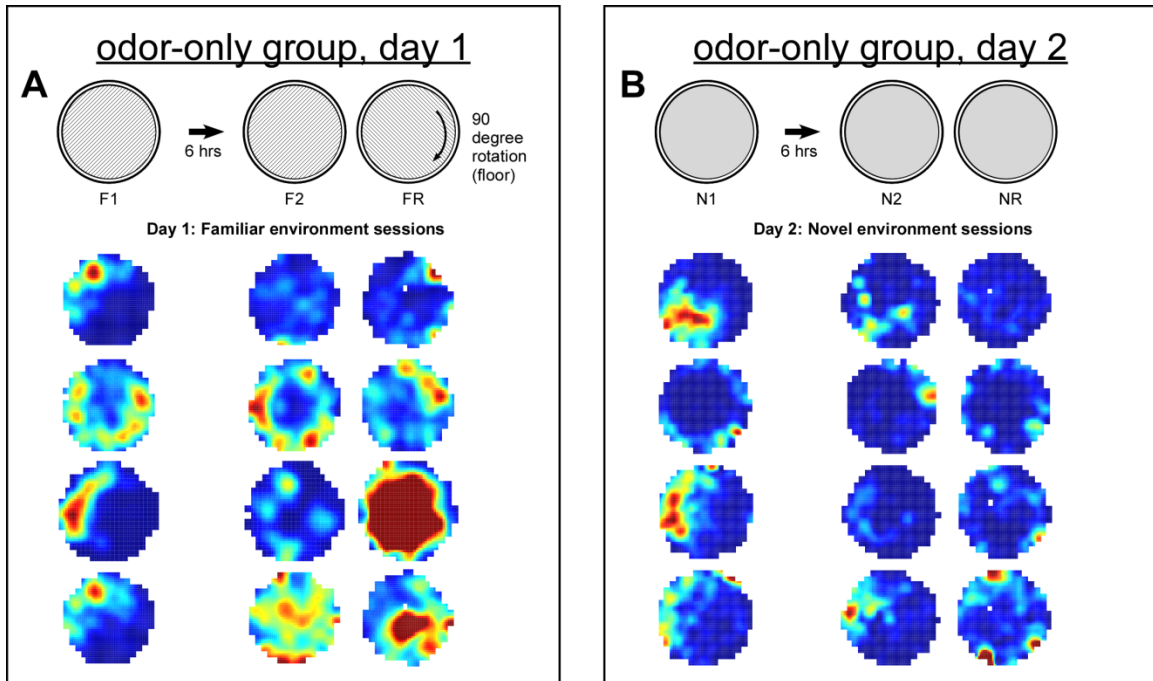 odor-only group, day 1
A
6 hrs
90
degree
rotation
(floor)
F1
F2
FR
Day 1: Familiar environment sessions
odor-only group, day 2
B
6 hrs
N1
N2
NR
Day 2: Novel environment sessions